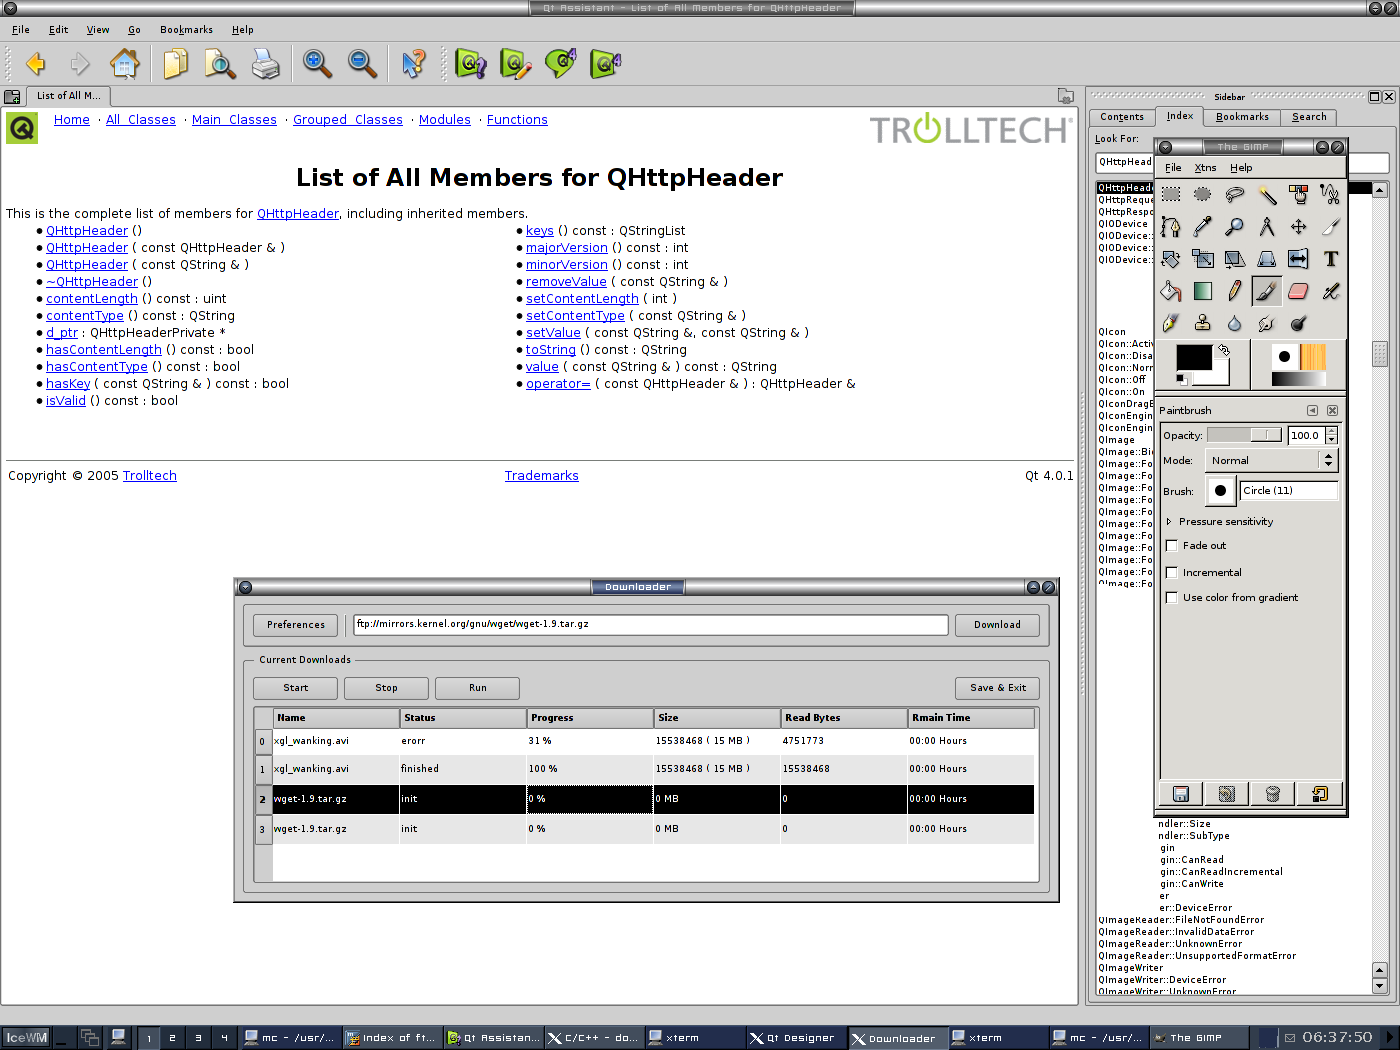 Qt Assistant - List of All Members for QHttpHeader
File Edit View Go Bookmarks Help
List of All M...
Home · All Classes · Main Classes · Grouped Classes · Modules · Functions
TROLLTECH
List of All Members for QHttpHeader
This is the complete list of members for QHttpHeader, including inherited members.
QHttpHeader ()
QHttpHeader ( const QHttpHeader & )
QHttpHeader ( const QString & )
~QHttpHeader ()
contentLength () const : uint
contentType () const : QString
d_ptr : QHttpHeaderPrivate *
hasContentLength () const : bool
hasContentType () const : bool
hasKey ( const QString & ) const : bool
isValid () const : bool
keys () const : QStringList
majorVersion () const : int
minorVersion () const : int
removeValue ( const QString & )
setContentLength ( int )
setContentType ( const QString & )
setValue ( const QString &, const QString & )
toString () const : QString
value ( const QString & ) const : QString
operator= ( const QHttpHeader & ) : QHttpHeader &
Copyright © 2005 Trolltech Trademarks Qt 4.0.1
Downloader
Preferences ftp://mirrors.kernel.org/gnu/wget/wget-1.9.tar.gz Download
Current Downloads
Start Stop Run Save & Exit
Name Status Progress Size Read Bytes Rmain Time
0 xgl_wanking.avi erorr 31 % 15538468 ( 15 MB ) 4751773 00:00 Hours
1 xgl_wanking.avi finished 100 % 15538468 ( 15 MB ) 15538468 00:00 Hours
2 wget-1.9.tar.gz init 0 % 0 MB 0 00:00 Hours
3 wget-1.9.tar.gz init 0 % 0 MB 0 00:00 Hours
Sidebar
Contents Index Bookmarks Search
Look For:
QHttpHead
QHttpHeade
QHttpReque
QHttpRespo
QIODevice
QIODevice::
QIODevice::
QIODevice::
QIcon
QIcon::Activ
QIcon::Disa
QIcon::Norn
QIcon::Off
QIcon::On
QIconDragE
QIconEngin
QIconEngin
QImage
QImage::Bi
QImage::Fo
QImage::Fo
QImage::Fo
QImage::Fo
QImage::Fo
QImage::Fo
QImage::Fo
QImage::Fo
QImage::Fo
QImage::Fo
QImage::Fo
The GIMP
File Xtns Help
Paintbrush
Opacity: 100.0
Mode: Normal
Brush: Circle (11)
Pressure sensitivity
Fade out
Incremental
Use color from gradient
ndler::Size
ndler::SubType
gin
gin::CanRead
gin::CanReadIncremental
gin::CanWrite
er
er::DeviceError
QImageReader::FileNotFoundError
QImageReader::InvalidDataError
QImageReader::UnknownError
QImageReader::UnsupportedFormatError
QImageWriter
QImageWriter::DeviceError
QImageWriter::UnknownError
IceWM 1 2 3 4 mc - /usr/... Index of ft... Qt Assistan... C/C++ - do... xterm Qt Designer Downloader xterm mc - /usr/... The GIMP 06:37:50